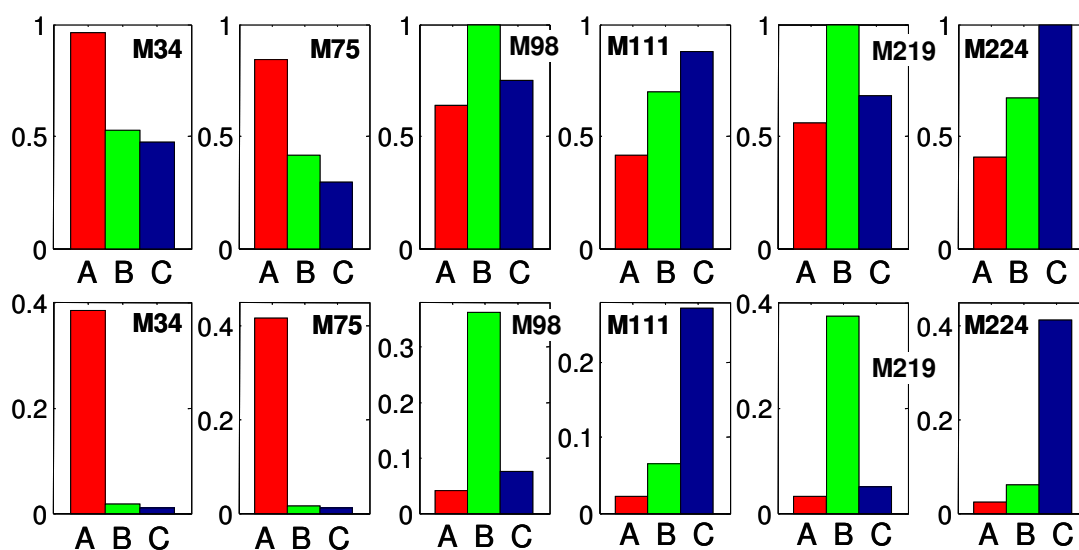 1 1 1 1 1 1
M34 M75 M98 M111 M219 M224
0.5 0.5 0.5 0.5 0.5 0.5
0 0 0 0 0 0
A B C A B C A B C A B C A B C A B C
0.4 M34 M75 M98 M111 0.4 M224
0.4 0.3 0.2 M219 0.4
0.2 0.2 0.2 0.1 0.2 0.2
0.1
0 0 0 0 0 0
A B C A B C A B C A B C A B C A B C